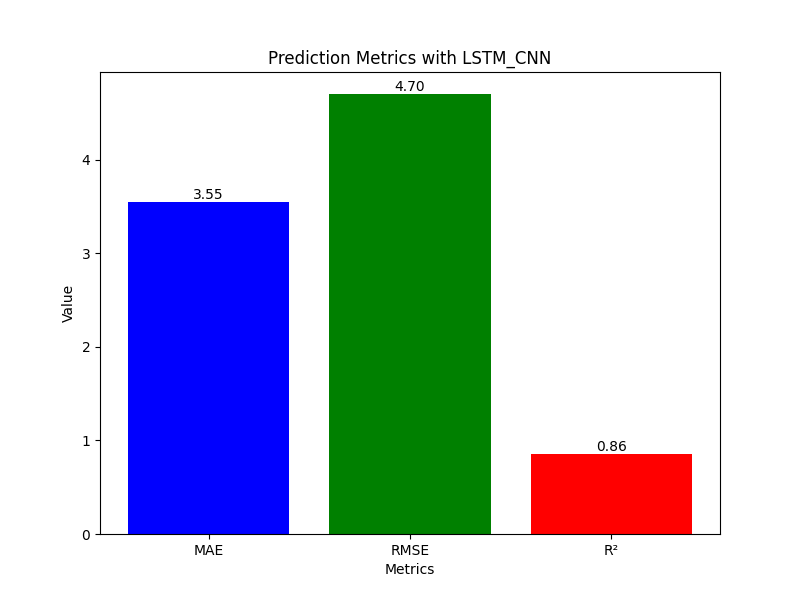 Prediction Metrics with LSTM_CNN
4.70
3.55
0.86
4
3
2
1
0
Value
MAE
RMSE
R²
Metrics